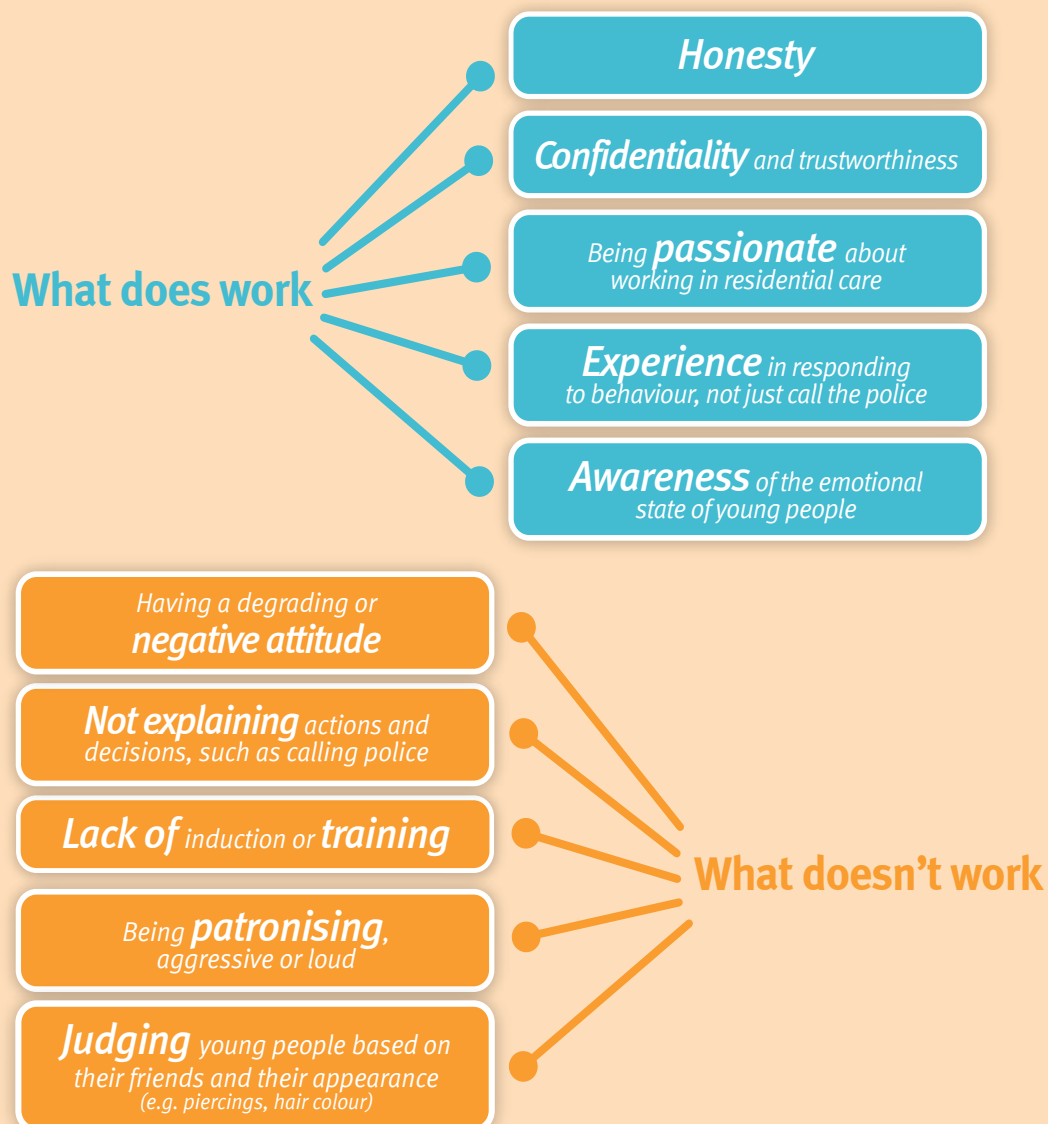 What does work
Honesty
Confidentiality and trustworthiness
Being passionate about
working in residential care
Experience in responding
to behaviour, not just call the police
Awareness of the emotional
state of young people
What doesn’t work
Having a degrading or
negative attitude
Not explaining actions and
decisions, such as calling police
Lack of induction or training
Being patronising,
aggressive or loud
Judging young people based on
their friends and their appearance
(e.g. piercings, hair colour)